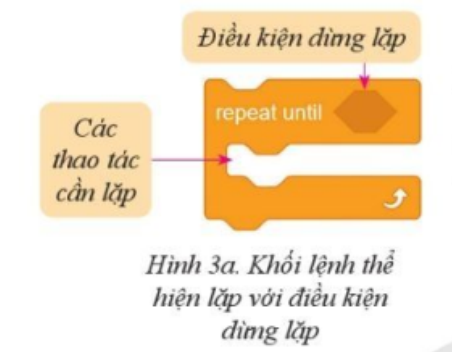 Điều kiện dừng lặp
repeat until
Các
thao tác
cần lặp
Hình 3a. Khối lệnh thể
hiện lặp với điều kiện
dừng lặp